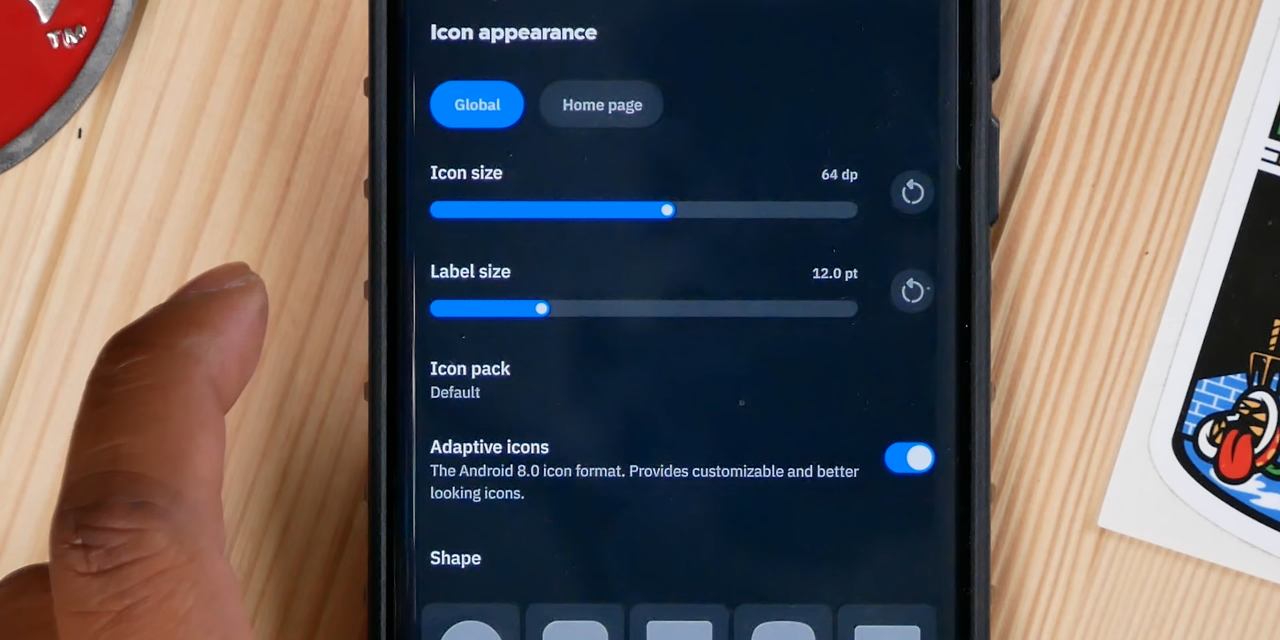 TM
Icon appearance
Global
Home page
Icon size
64 dp
Label size
12.0 pt
Icon pack
Default
Adaptive icons
The Android 8.0 icon format. Provides customizable and better
looking icons.
Shape